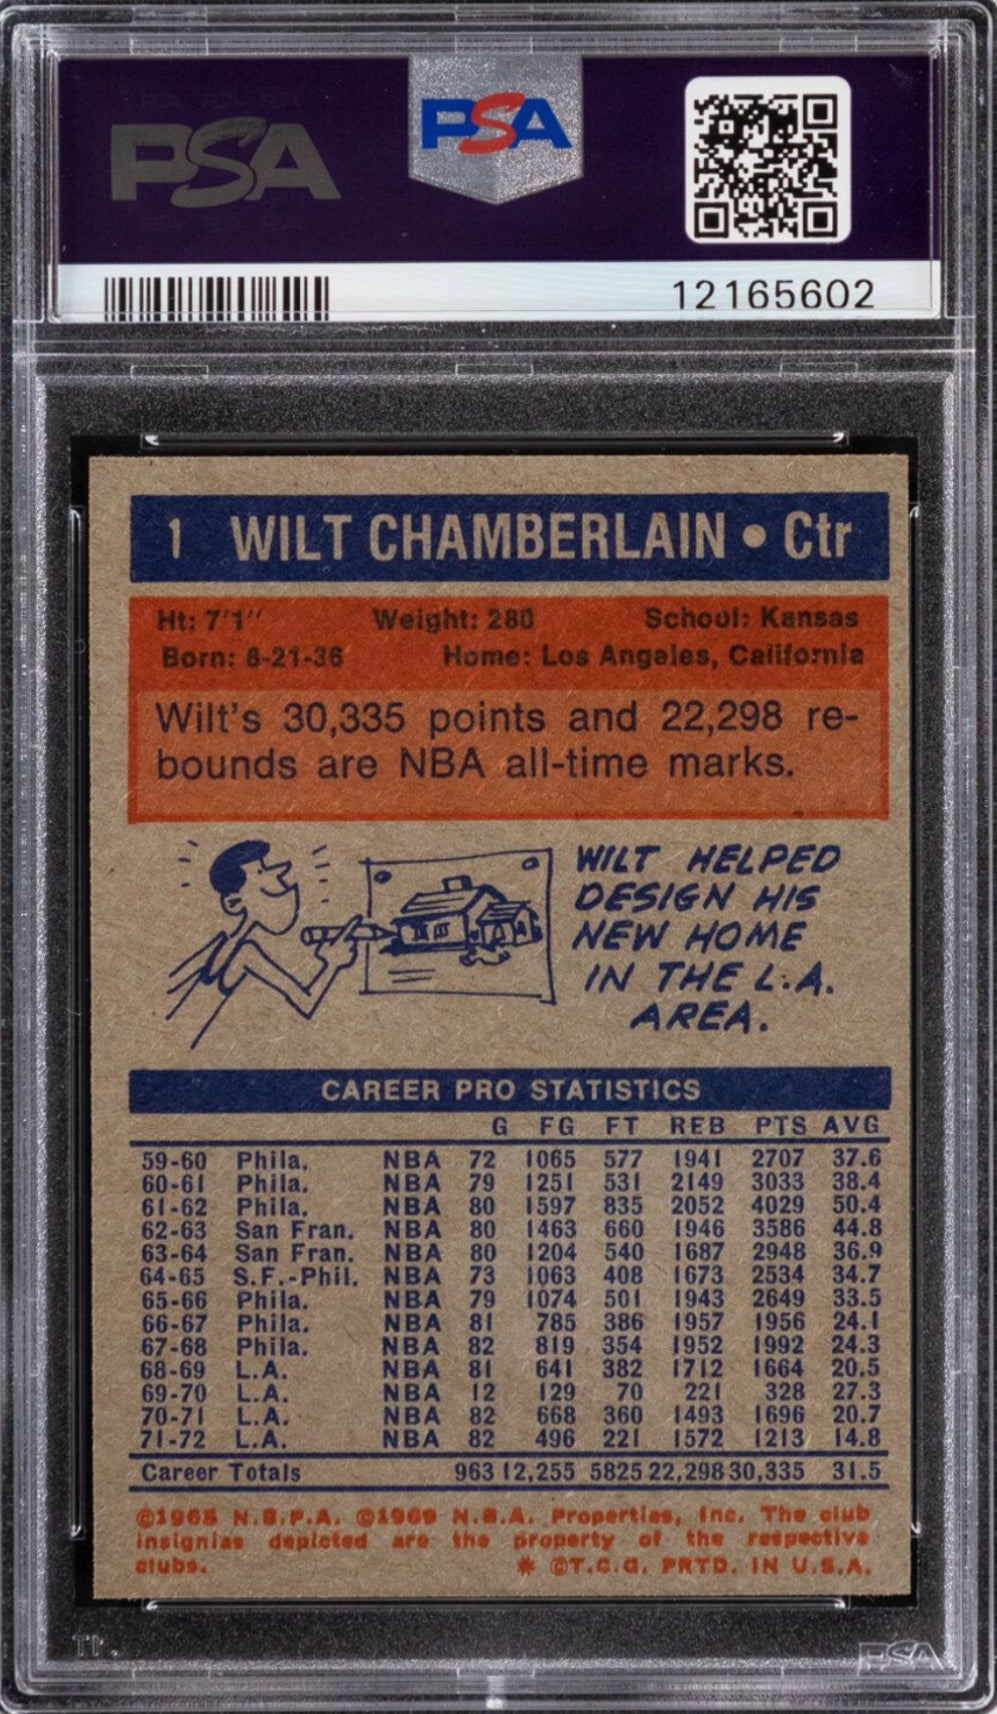 PSA
PSA
12165602
1 WILT CHAMBERLAIN • Ctr
Ht: 7'1" Weight: 280 School: Kansas
Born: 8-21-36 Home: Los Angeles, California
Wilt's 30,335 points and 22,298 re-
bounds are NBA all-time marks.
WILT HELPED
DESIGN HIS
NEW HOME
IN THE L.A.
AREA.
CAREER PRO STATISTICS
G FG FT REB PTS AVG
59-60 Phila. NBA 72 1065 577 1941 2707 37.6
60-61 Phila. NBA 79 1251 531 2149 3033 38.4
61-62 Phila. NBA 80 1597 835 2052 4029 50.4
62-63 San Fran. NBA 80 1463 660 1946 3586 44.8
63-64 San Fran. NBA 80 1204 540 1687 2948 36.9
64-65 S.F.-Phil. NBA 73 1063 408 1673 2534 34.7
65-66 Phila. NBA 79 1074 501 1943 2649 33.5
66-67 Phila. NBA 81 785 386 1957 1956 24.1
67-68 Phila. NBA 82 819 354 1952 1992 24.3
68-69 L.A. NBA 81 641 382 1712 1664 20.5
69-70 L.A. NBA 12 129 70 221 328 27.3
70-71 L.A. NBA 82 668 360 1493 1696 20.7
71-72 L.A. NBA 82 496 221 1572 1213 14.8
Career Totals 963 12,255 5825 22,298 30,335 31.5
N.B.P.A. ©1969 N.B.A. Properties, Inc. The club
insignias depicted are the property of the respective
clubs. * ©T.C.G. PRTD. IN U.S.A.
PSA